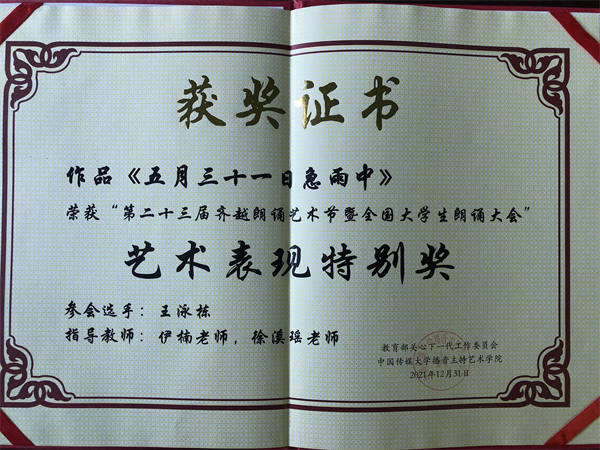 获奖证书
作品《五月三十一日急雨中》
荣获“第二十三届齐越朗诵艺术节暨全国大学生朗诵大会”
艺术表现特别奖
参会选手：王泳栋
指导教师：伊楠老师，徐溪瑶老师
教育部关心下一代工作委员会
中国传媒大学播音主持艺术学院
2021年12月31日